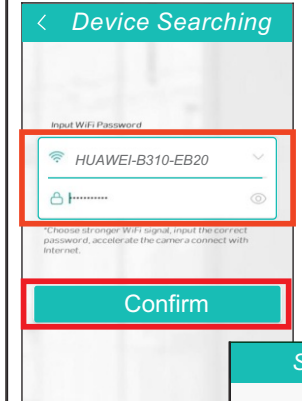 Device Searching
Input WiFi Password
HUAWEI-B310-EB20
*Choose stronger WiFi signal, input the correct
password, accelerate the camera connect with
Internet.
Confirm
S